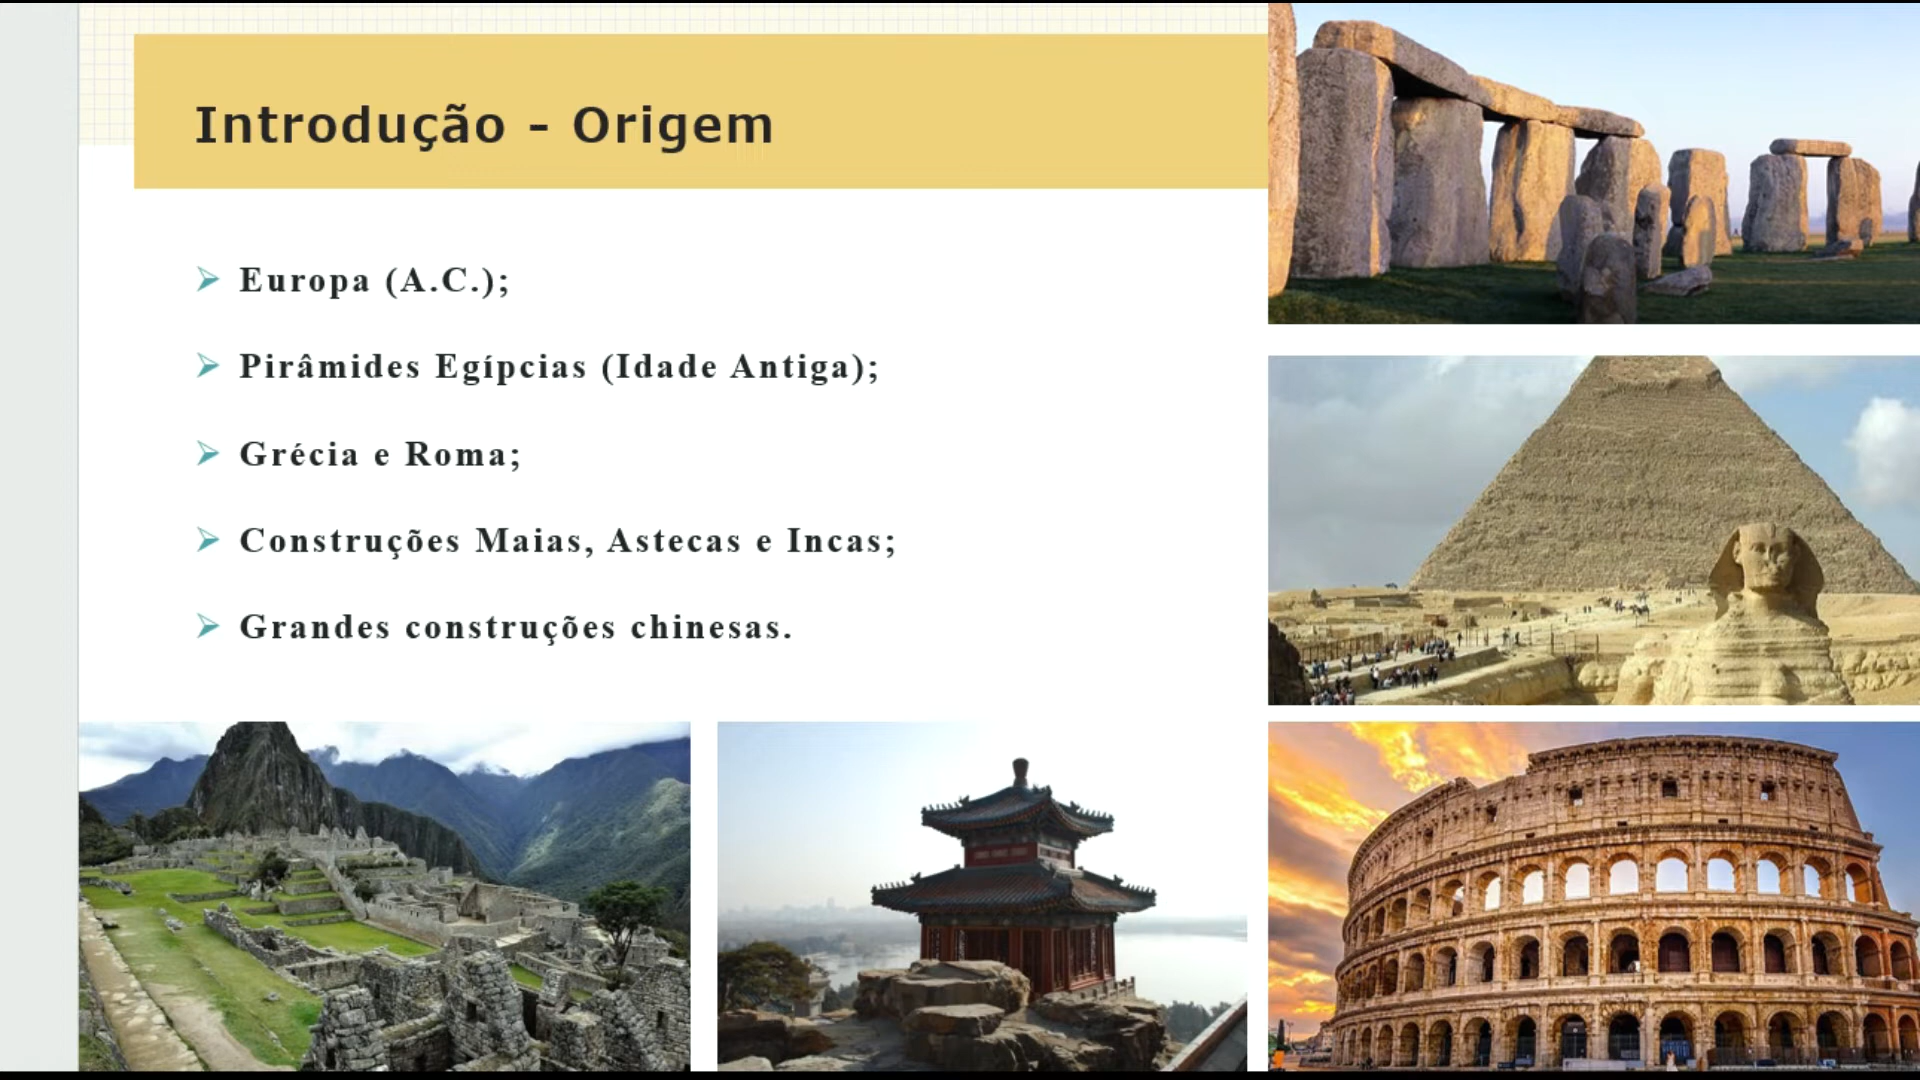 Introdução - Origem
Europa (A.C.);
Pirâmides Egípcias (Idade Antiga);
Grécia e Roma;
Construções Maias, Astecas e Incas;
Grandes construções chinesas.